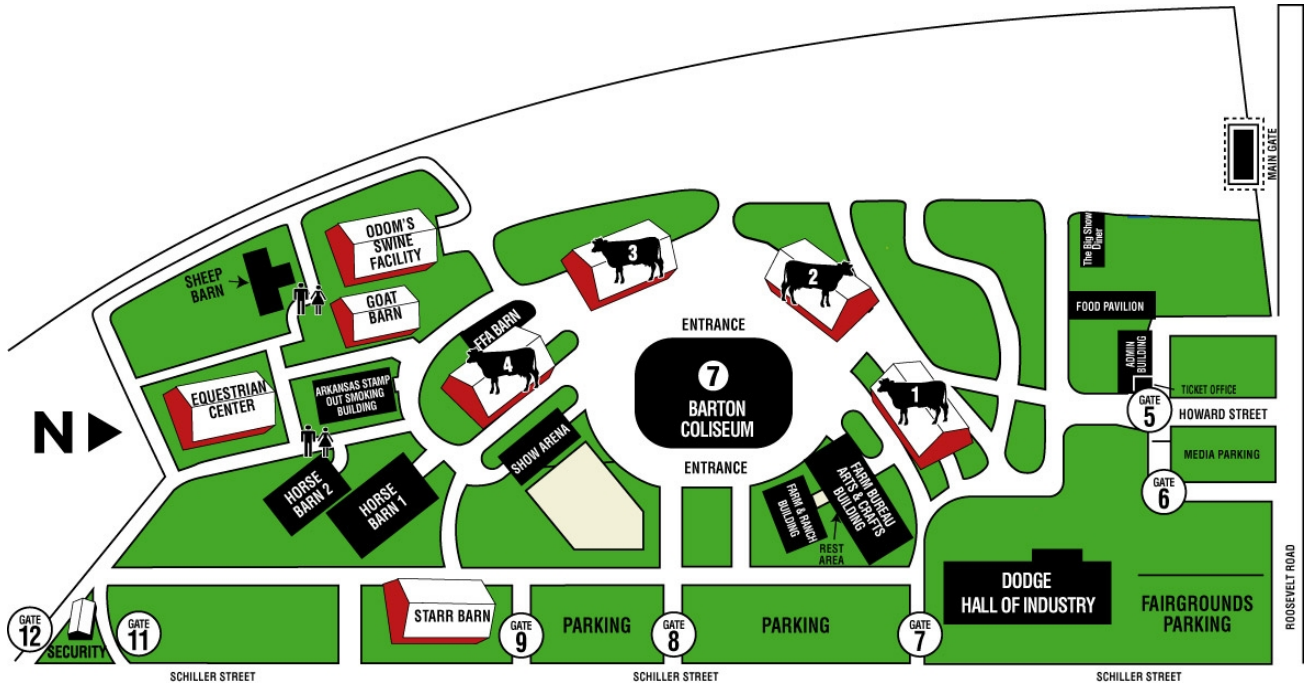 MAIN GATE
ROOSEVELT ROAD
ODOM'S
SWINE
FACILITY
SHEEP
BARN
GOAT
BARN
FFA BARN
3
2
4
1
The Big Show
Diner
FOOD PAVILION
ADMIN
BUILDING
TICKET OFFICE
GATE
5
HOWARD STREET
MEDIA PARKING
GATE
6
ENTRANCE
7
BARTON
COLISEUM
ENTRANCE
EQUESTRIAN
CENTER
ARKANSAS STAMP
OUT SMOKING
BUILDING
N
SHOW ARENA
HORSE
BARN 2
HORSE
BARN 1
FARM & RANCH
BUILDING
FARM BUREAU
ARTS & CRAFTS
BUILDING
REST
AREA
DODGE
HALL OF INDUSTRY
FAIRGROUNDS
PARKING
GATE
12
SECURITY
GATE
11
STARR BARN
GATE
9
PARKING
GATE
8
PARKING
GATE
7
SCHILLER STREET
SCHILLER STREET
SCHILLER STREET